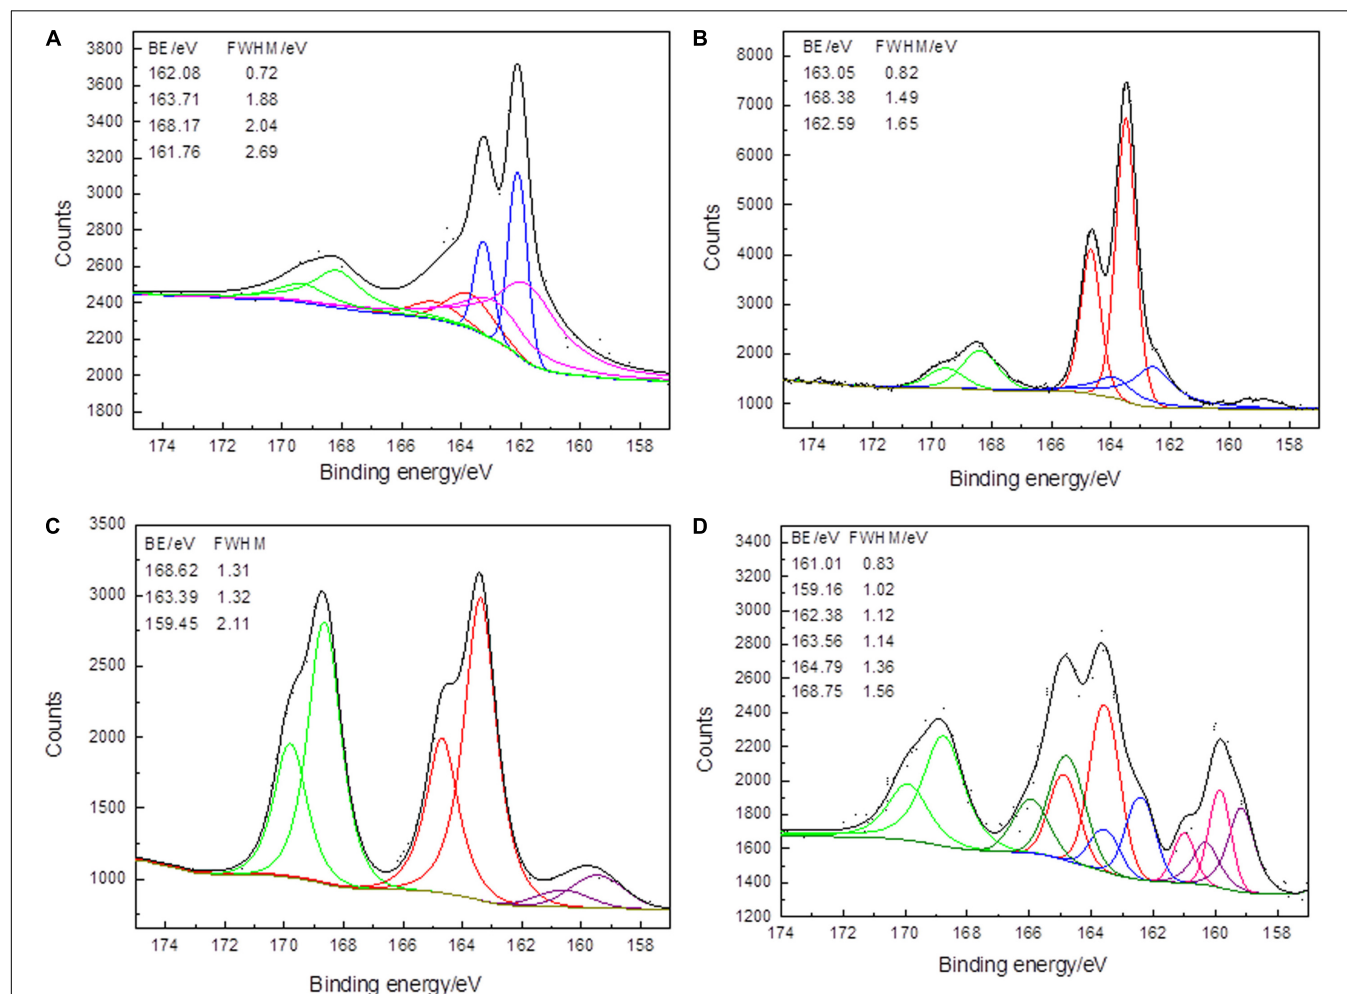 A
BE/eV FWHM/eV
162.08 0.72
163.71 1.88
168.17 2.04
161.76 2.69
3800
3600
3400
3200
3000
2800
2600
2400
2200
2000
1800
Counts
174 172 170 168 166 164 162 160 158
Binding energy/eV
B
BE/eV FWHM/eV
163.05 0.82
168.38 1.49
162.59 1.65
8000
7000
6000
5000
4000
3000
2000
1000
Counts
174 172 170 168 166 164 162 160 158
Binding energy/eV
C
BE/eV FWHM
168.62 1.31
163.39 1.32
159.45 2.11
3500
3000
2500
2000
1500
1000
Counts
174 172 170 168 166 164 162 160 158
Binding energy/eV
D
BE/eV FWHM/eV
161.01 0.83
159.16 1.02
162.38 1.12
163.56 1.14
164.79 1.36
168.75 1.56
3400
3200
3000
2800
2600
2400
2200
2000
1800
1600
1400
1200
Counts
174 172 170 168 166 164 162 160 158
Binding energy/eV